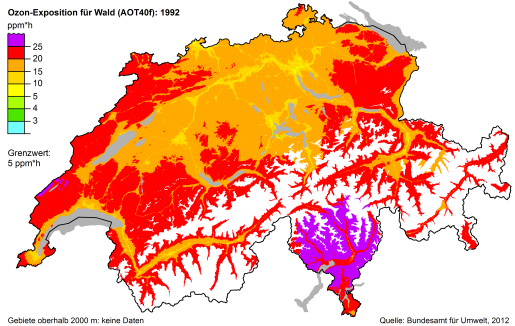 Ozon-Exposition für Wald (AOT40f): 1992
ppm*h
25
20
15
10
5
4
3
Grenzwert:
5 ppm*h
Gebiete oberhalb 2000 m: keine Daten
Quelle: Bundesamt für Umwelt, 2012